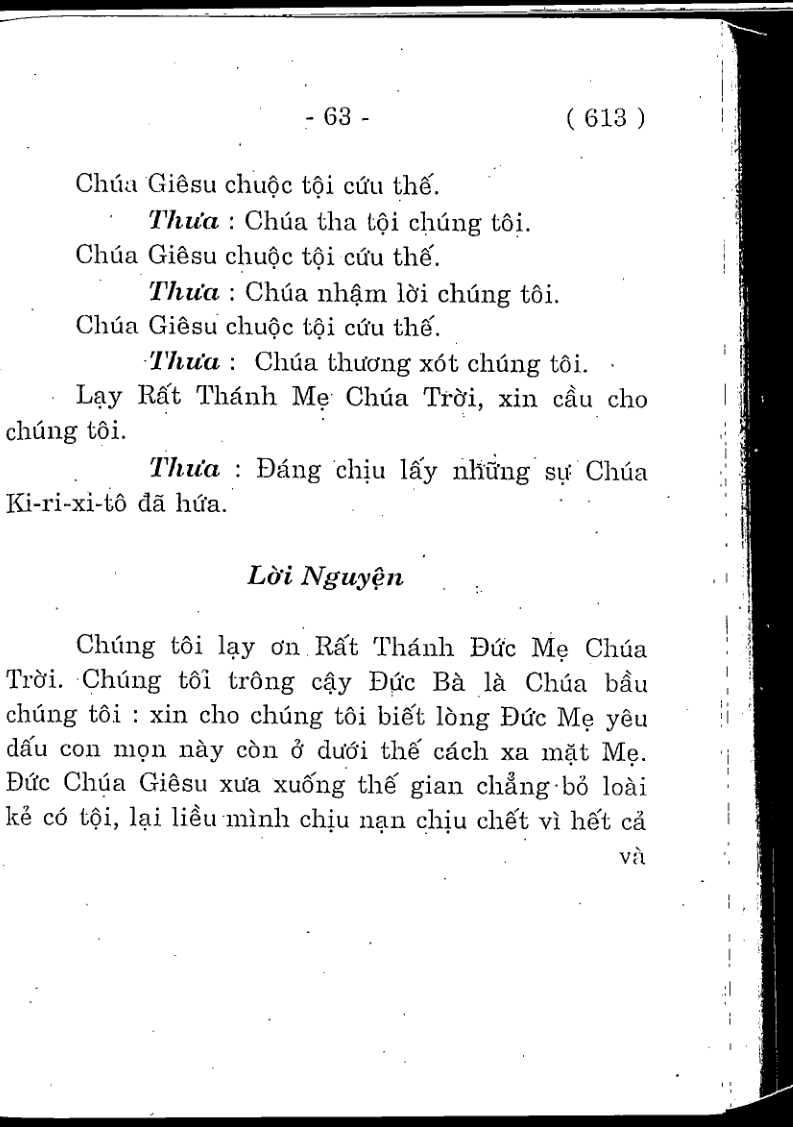 - 63 - ( 613 )
Chúa Giêsu chuộc tội cứu thế.
Thưa : Chúa tha tội chúng tôi.
Chúa Giêsu chuộc tội cứu thế.
Thưa : Chúa nhậm lời chúng tôi.
Chúa Giêsu chuộc tội cứu thế.
Thưa : Chúa thương xót chúng tôi.
Lạy Rất Thánh Mẹ Chúa Trời, xin cầu cho
chúng tôi.
Thưa : Đáng chịu lấy những sự Chúa
Ki-ri-xi-tô đã hứa.
Lời Nguyện
Chúng tôi lạy ơn Rất Thánh Đức Mẹ Chúa
Trời. Chúng tôi trông cậy Đức Bà là Chúa bầu
chúng tôi : xin cho chúng tôi biết lòng Đức Mẹ yêu
dấu con mọn này còn ở dưới thế cách xa mặt Mẹ.
Đức Chúa Giêsu xưa xuống thế gian chẳng bỏ loài
kẻ có tội, lại liều mình chịu nạn chịu chết vì hết cả
và